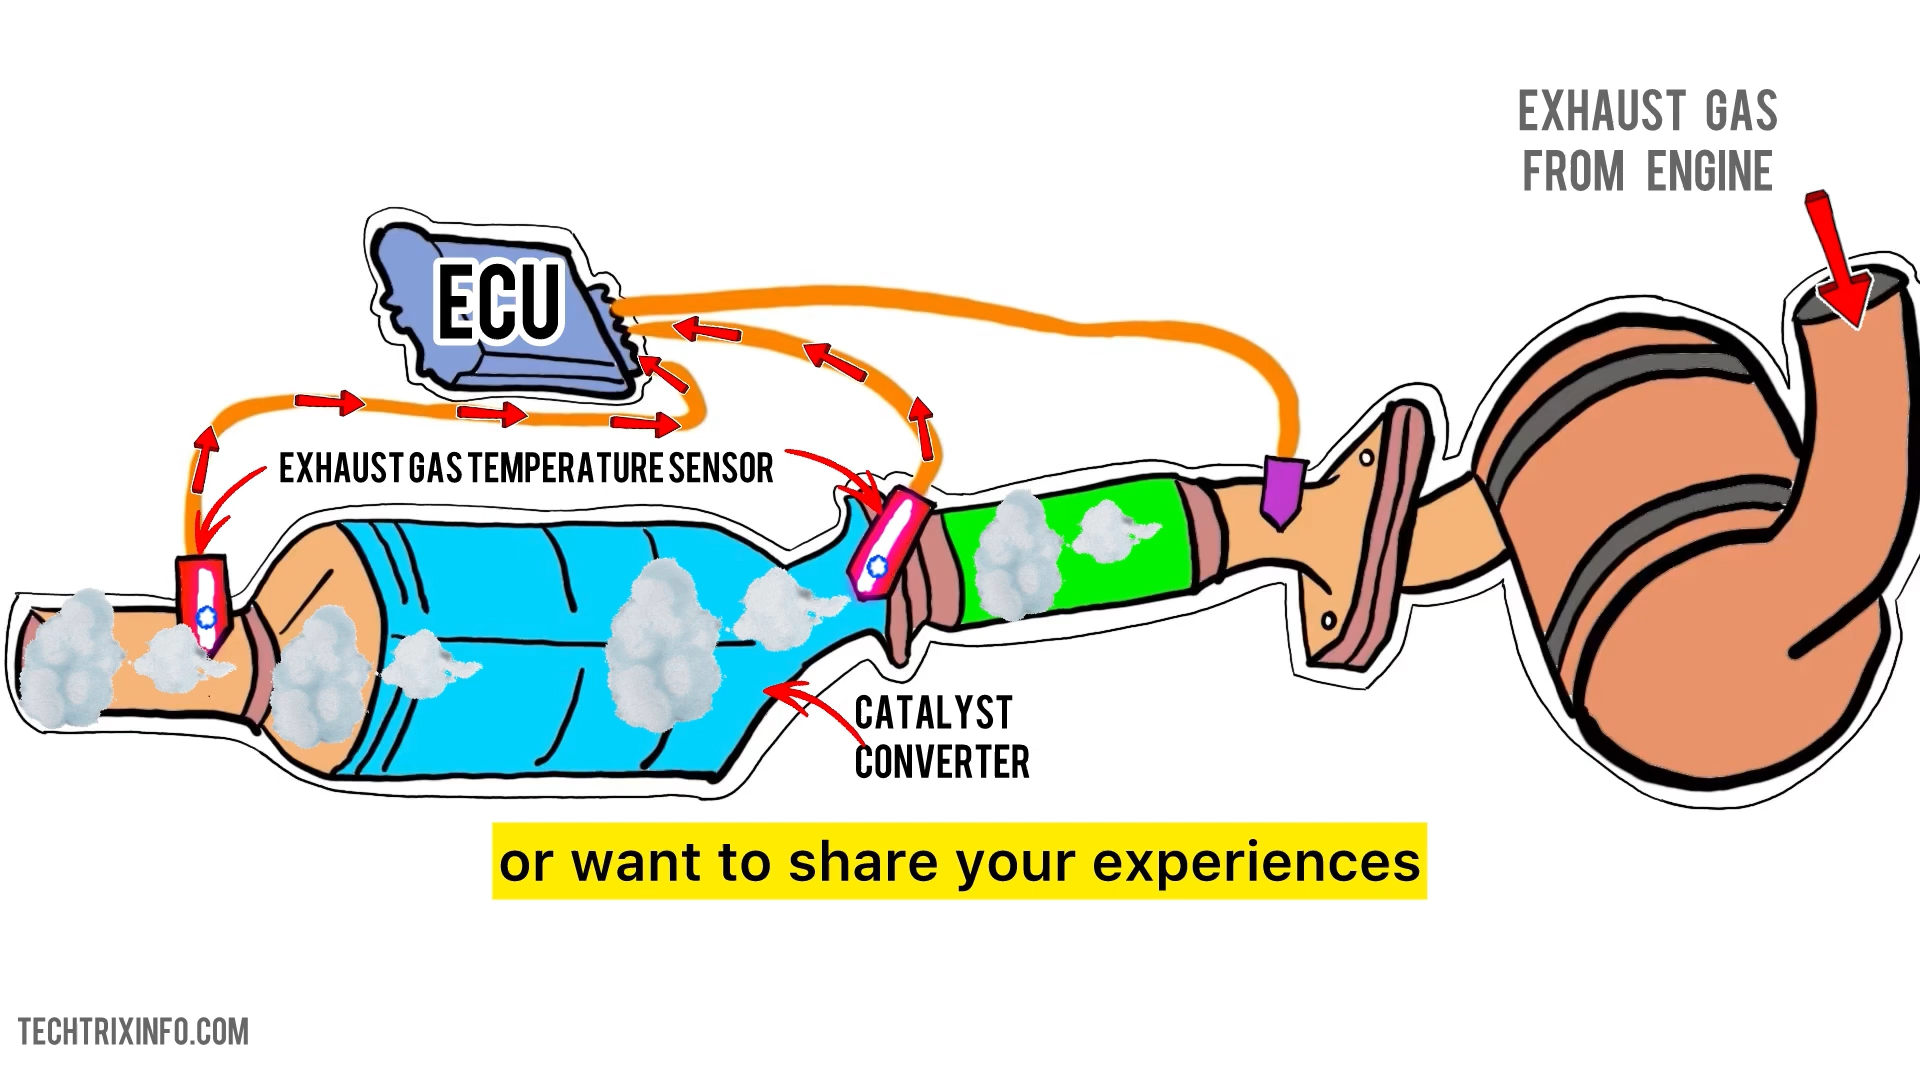 EXHAUST GAS
FROM ENGINE
ECU
EXHAUST GAS TEMPERATURE SENSOR
CATALYST
CONVERTER
or want to share your experiences
TECHTRIXINFO.COM